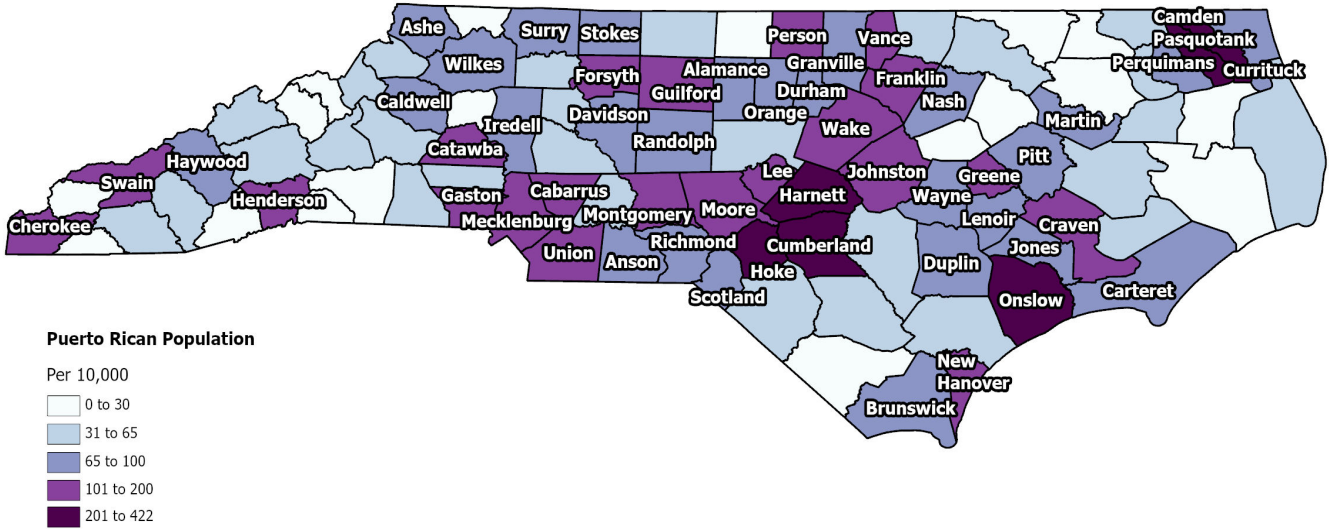 Camden
Ashe
Surry
Stokes
Person
Vance
Pasquotank
Wilkes
Granville
Perquimans
Currituck
Forsyth
Alamance
Franklin
Guilford
Durham
Caldwell
Nash
Davidson
Orange
Martin
Iredell
Wake
Randolph
Catawba
Pitt
Haywood
Lee
Johnston
Greene
Swain
Cabarrus
Harnett
Gaston
Wayne
Henderson
Moore
Montgomery
Lenoir
Mecklenburg
Craven
Cherokee
Richmond
Cumberland
Jones
Union
Anson
Duplin
Hoke
Carteret
Scotland
Onslow
New
Hanover
Brunswick
Puerto Rican Population
Per 10,000
0 to 30
31 to 65
65 to 100
101 to 200
201 to 422